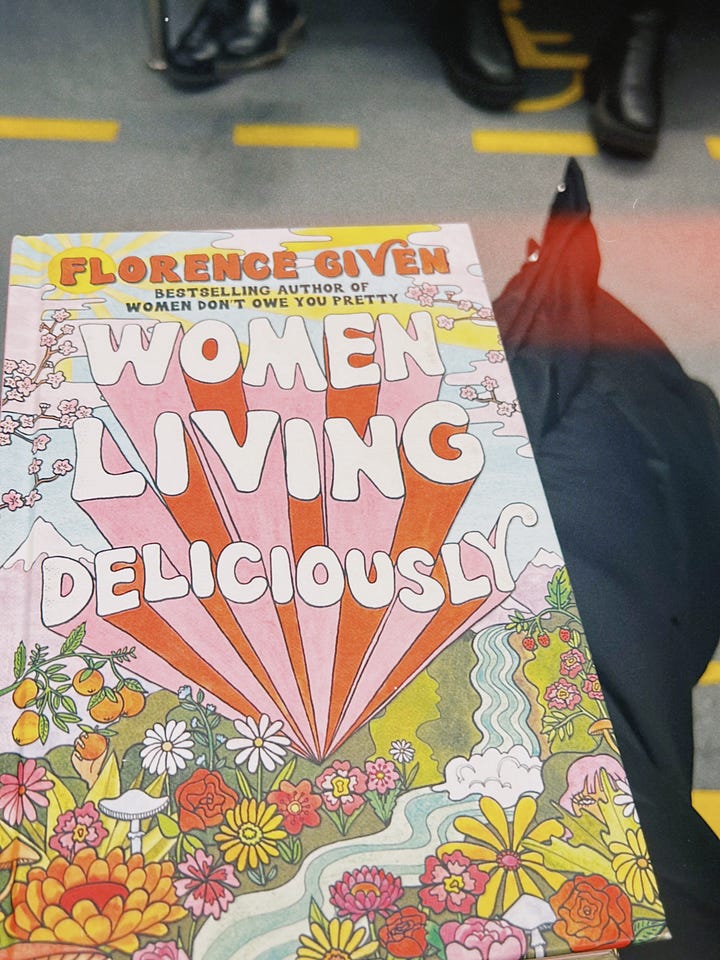 FLORENCE GIVEN
BESTSELLING AUTHOR OF
WOMEN DON'T OWE YOU PRETTY
WOMEN
LIVING
DELICIOUSLY